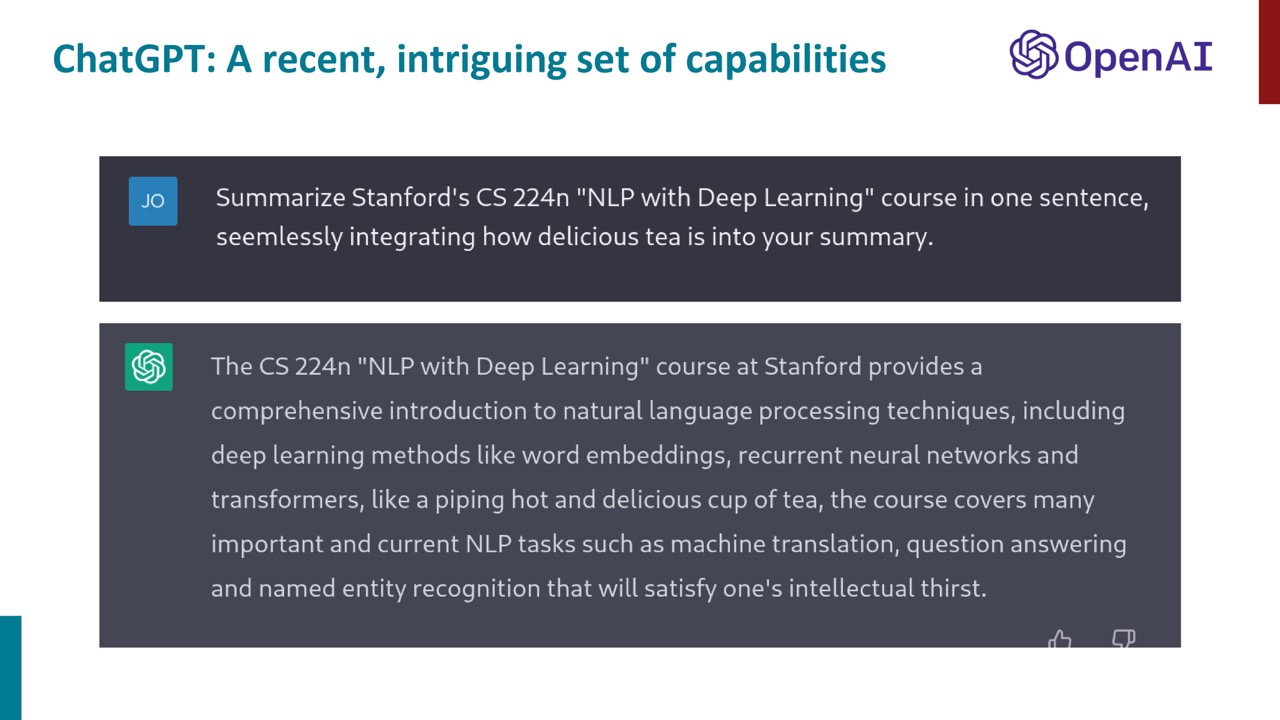 ChatGPT: A recent, intriguing set of capabilities
OpenAI
JO
Summarize Stanford's CS 224n "NLP with Deep Learning" course in one sentence,
seemlessly integrating how delicious tea is into your summary.
The CS 224n "NLP with Deep Learning" course at Stanford provides a
comprehensive introduction to natural language processing techniques, including
deep learning methods like word embeddings, recurrent neural networks and
transformers, like a piping hot and delicious cup of tea, the course covers many
important and current NLP tasks such as machine translation, question answering
and named entity recognition that will satisfy one's intellectual thirst.